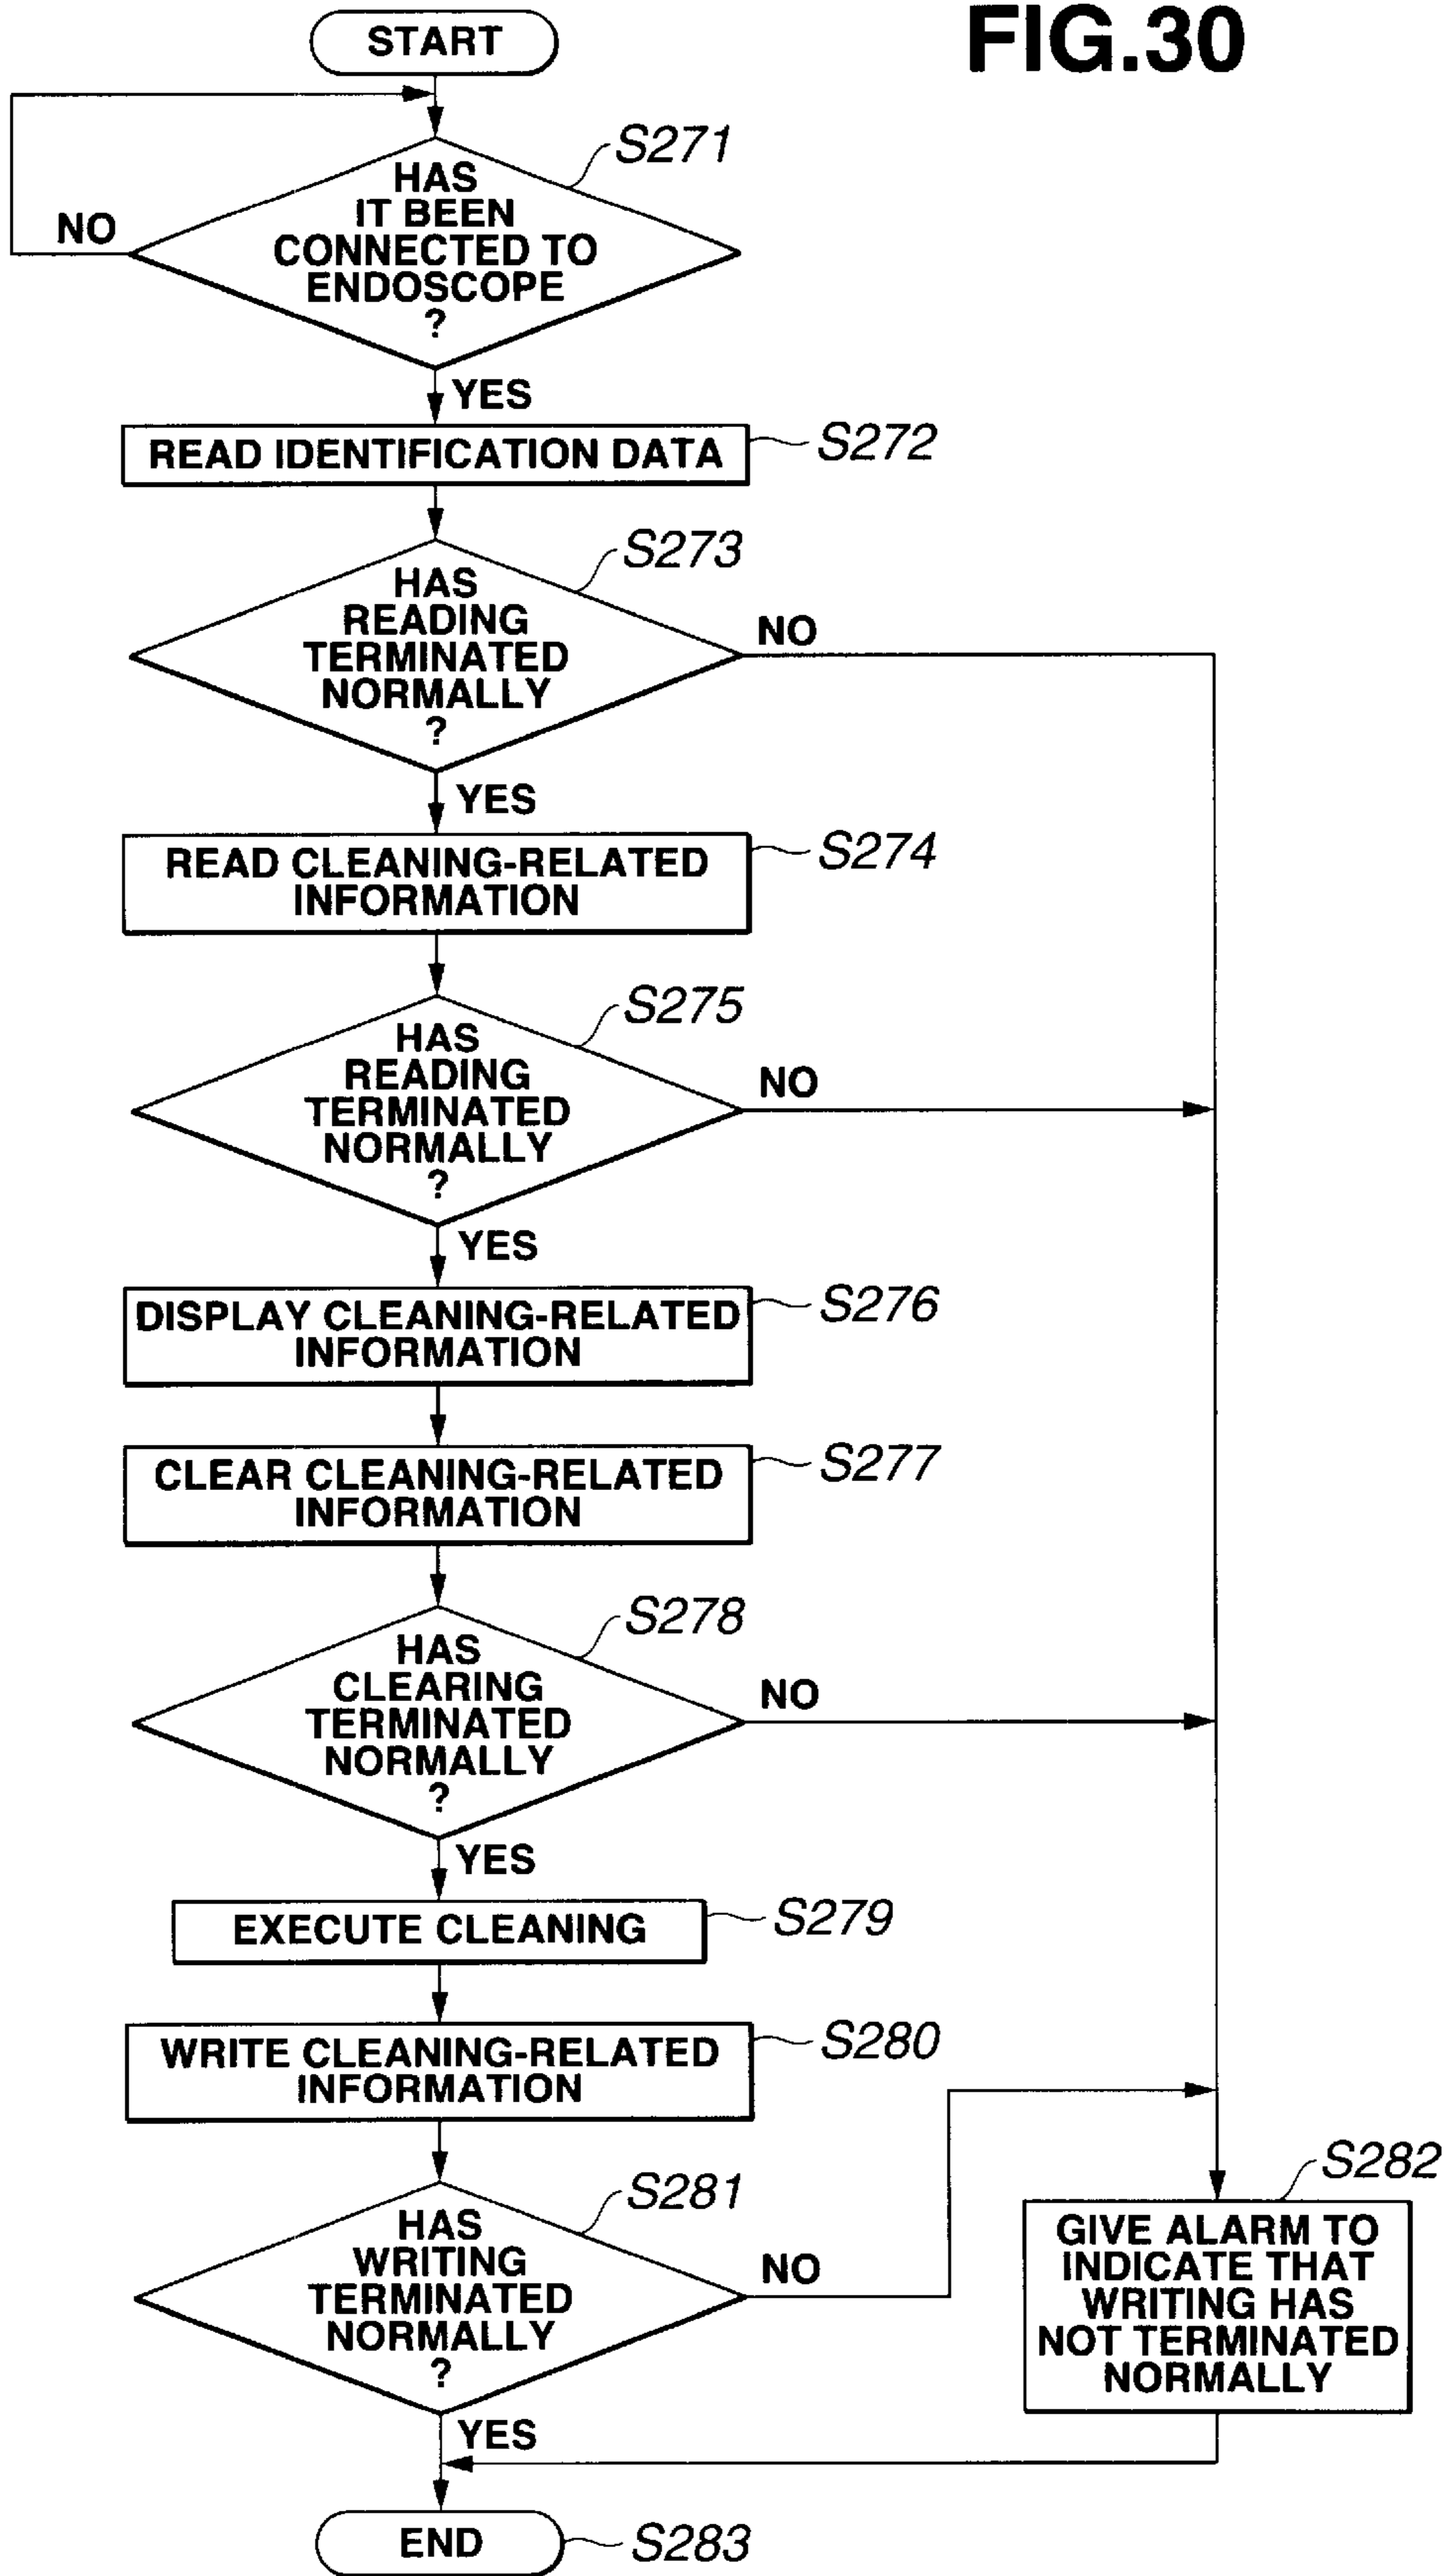 FIG.30
START
S271
HAS
IT BEEN
CONNECTED TO
ENDOSCOPE
?
NO
YES
READ IDENTIFICATION DATA
S272
S273
HAS
READING
TERMINATED
NORMALLY
?
NO
YES
READ CLEANING-RELATED
INFORMATION
S274
S275
HAS
READING
TERMINATED
NORMALLY
?
NO
YES
DISPLAY CLEANING-RELATED
INFORMATION
S276
CLEAR CLEANING-RELATED
INFORMATION
S277
S278
HAS
CLEARING
TERMINATED
NORMALLY
?
NO
YES
EXECUTE CLEANING
S279
WRITE CLEANING-RELATED
INFORMATION
S280
S281
HAS
WRITING
TERMINATED
NORMALLY
?
NO
S282
GIVE ALARM TO
INDICATE THAT
WRITING HAS
NOT TERMINATED
NORMALLY
YES
END
S283